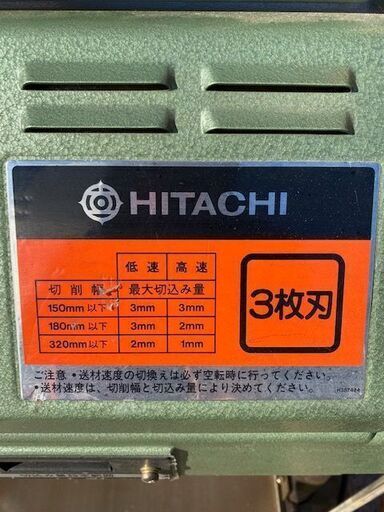 HITACHI
低速 高速
切削幅 最大切込み量
150mm以下 3mm 3mm
180mm以下 3mm 2mm
320mm以下 2mm 1mm
3枚刃
ご注意・送材速度の切換えは必ず空転時に行ってください。
・送材速度は、切削幅と切込み量により決めてください。